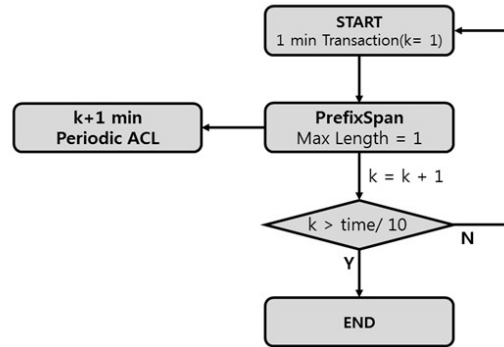 START
1 min Transaction(k= 1)
k+1 min
Periodic ACL
PrefixSpan
Max Length = 1
k = k + 1
k > time/ 10
N
Y
END